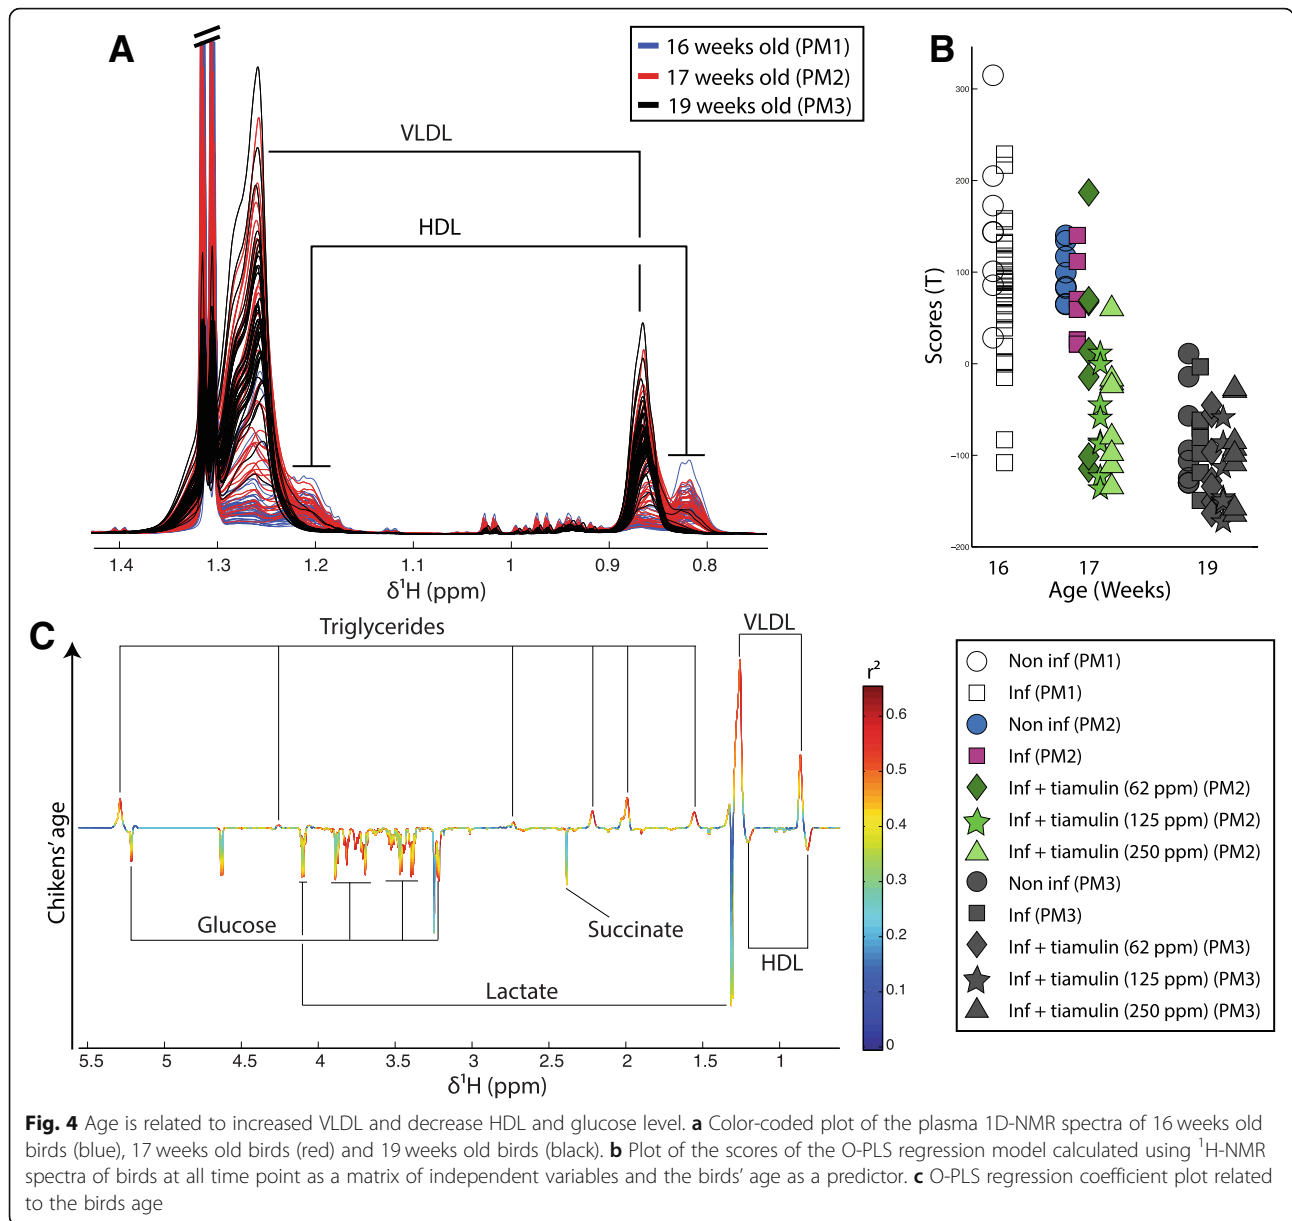 A
16 weeks old (PM1)
17 weeks old (PM2)
19 weeks old (PM3)
VLDL
HDL
1.4 1.3 1.2 1.1 1 0.9 0.8
δ¹H (ppm)
B
300
200
100
0
−100
−200
Scores (T)
16 17 19
Age (Weeks)
C
Triglycerides
VLDL
r²
0.6
0.5
0.4
0.3
0.2
0.1
0
Chikens' age
Glucose
Succinate
HDL
Lactate
5.5 5 4.5 4 3.5 3 2.5 2 1.5 1
δ¹H (ppm)
Non inf (PM1)
Inf (PM1)
Non inf (PM2)
Inf (PM2)
Inf + tiamulin (62 ppm) (PM2)
Inf + tiamulin (125 ppm) (PM2)
Inf + tiamulin (250 ppm) (PM2)
Non inf (PM3)
Inf (PM3)
Inf + tiamulin (62 ppm) (PM3)
Inf + tiamulin (125 ppm) (PM3)
Inf + tiamulin (250 ppm) (PM3)
Fig. 4 Age is related to increased VLDL and decrease HDL and glucose level. a Color-coded plot of the plasma 1D-NMR spectra of 16 weeks old
birds (blue), 17 weeks old birds (red) and 19 weeks old birds (black). b Plot of the scores of the O-PLS regression model calculated using ¹H-NMR
spectra of birds at all time point as a matrix of independent variables and the birds' age as a predictor. c O-PLS regression coefficient plot related
to the birds age